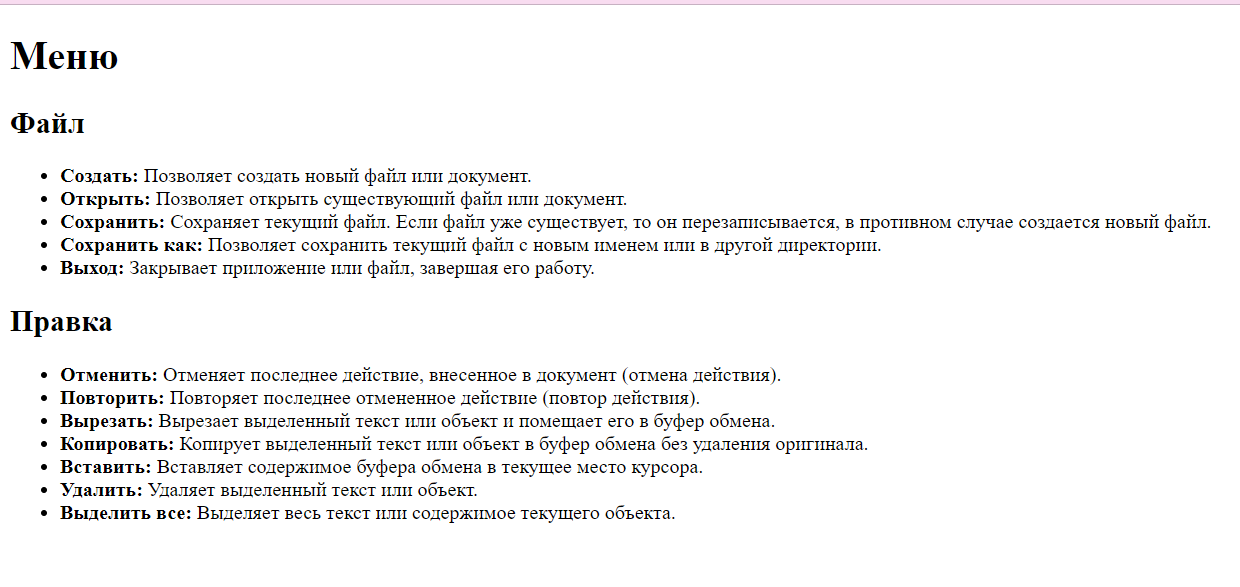 Меню
Файл
• Создать: Позволяет создать новый файл или документ.
• Открыть: Позволяет открыть существующий файл или документ.
• Сохранить: Сохраняет текущий файл. Если файл уже существует, то он перезаписывается, в противном случае создается новый файл.
• Сохранить как: Позволяет сохранить текущий файл с новым именем или в другой директории.
• Выход: Закрывает приложение или файл, завершая его работу.
Правка
• Отменить: Отменяет последнее действие, внесенное в документ (отмена действия).
• Повторить: Повторяет последнее отмененное действие (повтор действия).
• Вырезать: Вырезает выделенный текст или объект и помещает его в буфер обмена.
• Копировать: Копирует выделенный текст или объект в буфер обмена без удаления оригинала.
• Вставить: Вставляет содержимое буфера обмена в текущее место курсора.
• Удалить: Удаляет выделенный текст или объект.
• Выделить все: Выделяет весь текст или содержимое текущего объекта.